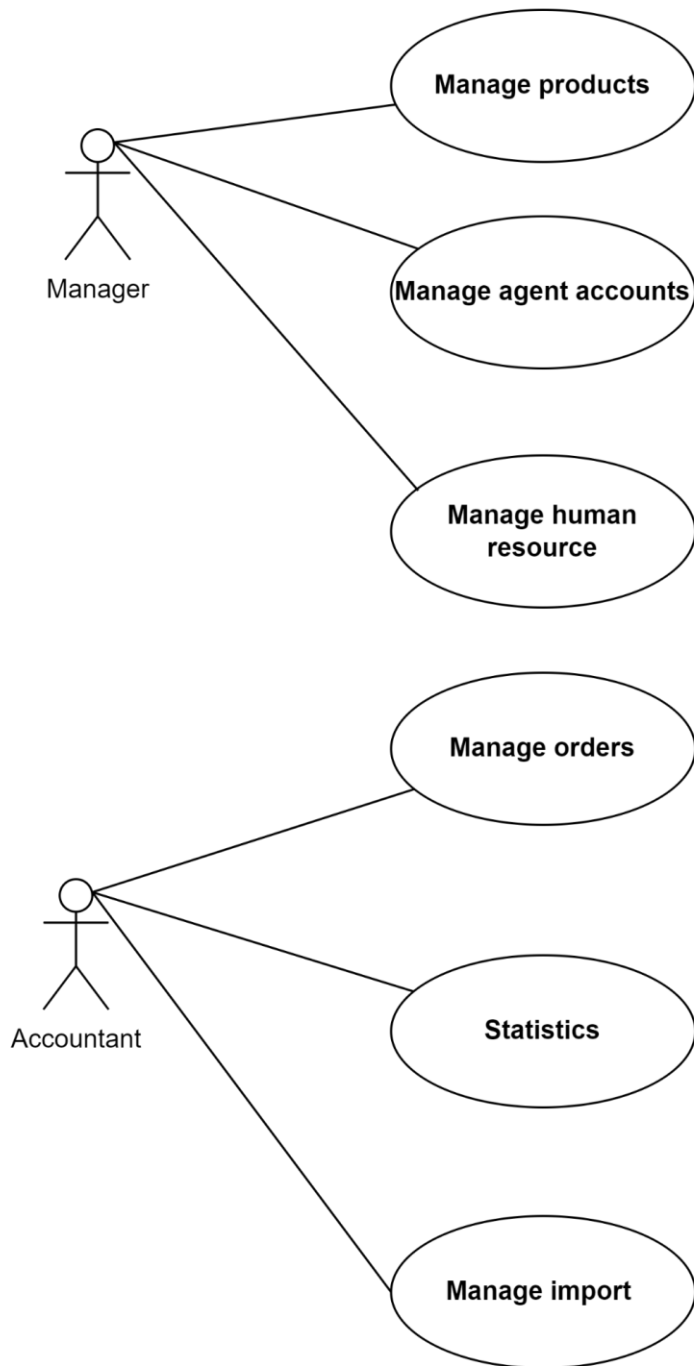 Manage products
Manager
Manage agent accounts
Manage human
resource
Manage orders
Accountant
Statistics
Manage import